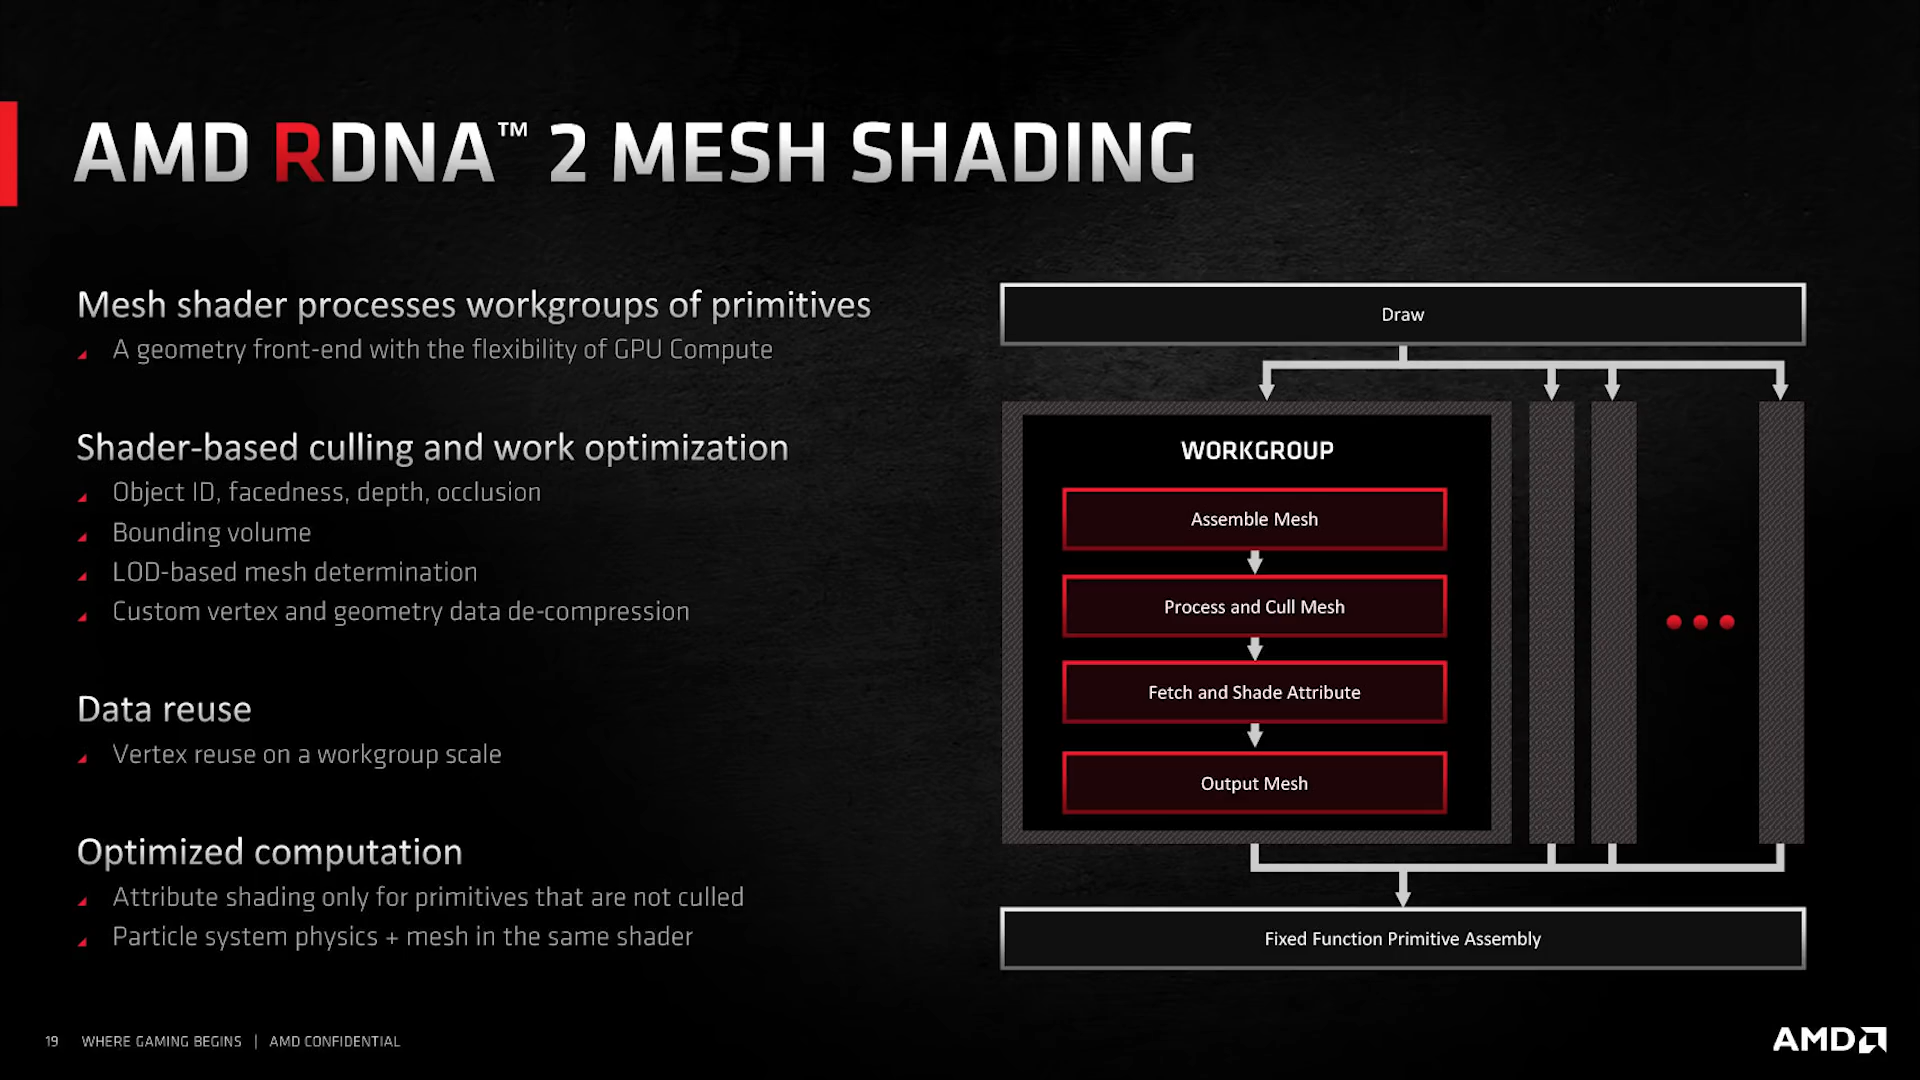 AMD RDNA™ 2 MESH SHADING
Mesh shader processes workgroups of primitives
A geometry front-end with the flexibility of GPU Compute
Shader-based culling and work optimization
Object ID, facedness, depth, occlusion
Bounding volume
LOD-based mesh determination
Custom vertex and geometry data de-compression
Data reuse
Vertex reuse on a workgroup scale
Optimized computation
Attribute shading only for primitives that are not culled
Particle system physics + mesh in the same shader
Draw
WORKGROUP
Assemble Mesh
Process and Cull Mesh
Fetch and Shade Attribute
Output Mesh
Fixed Function Primitive Assembly
19 WHERE GAMING BEGINS | AMD CONFIDENTIAL
AMD